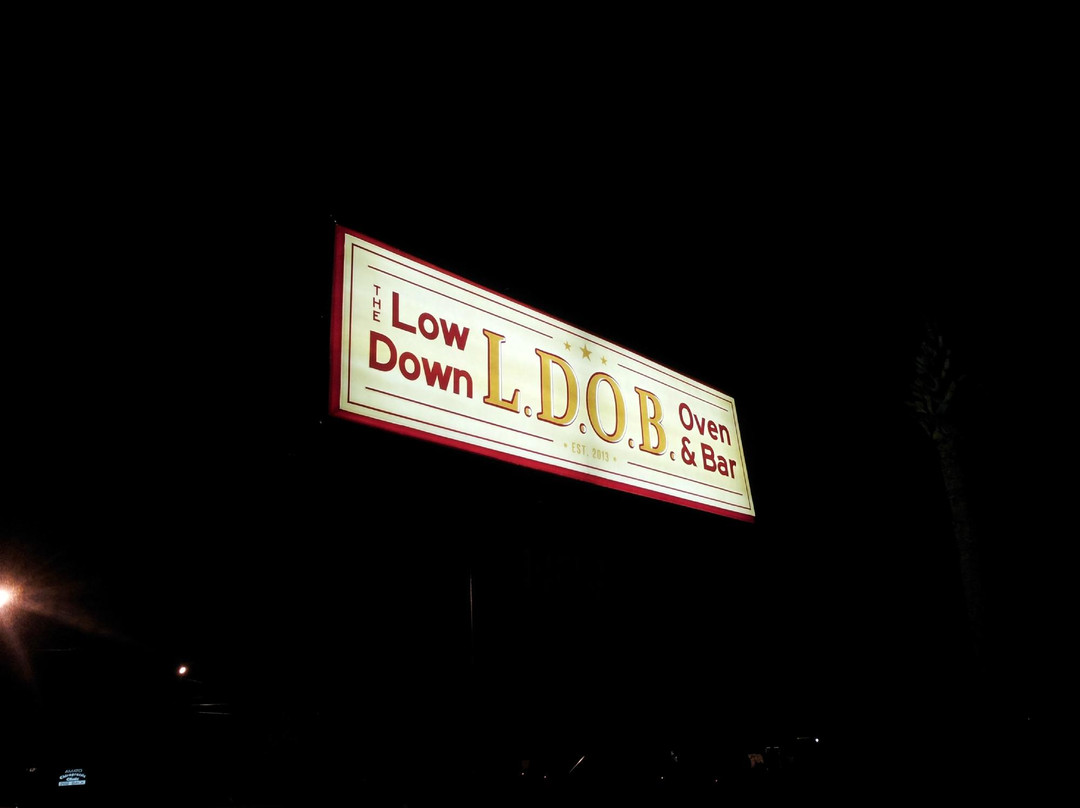 THE
Low
Down
L.D.O.B.
EST. 2013
Oven
& Bar